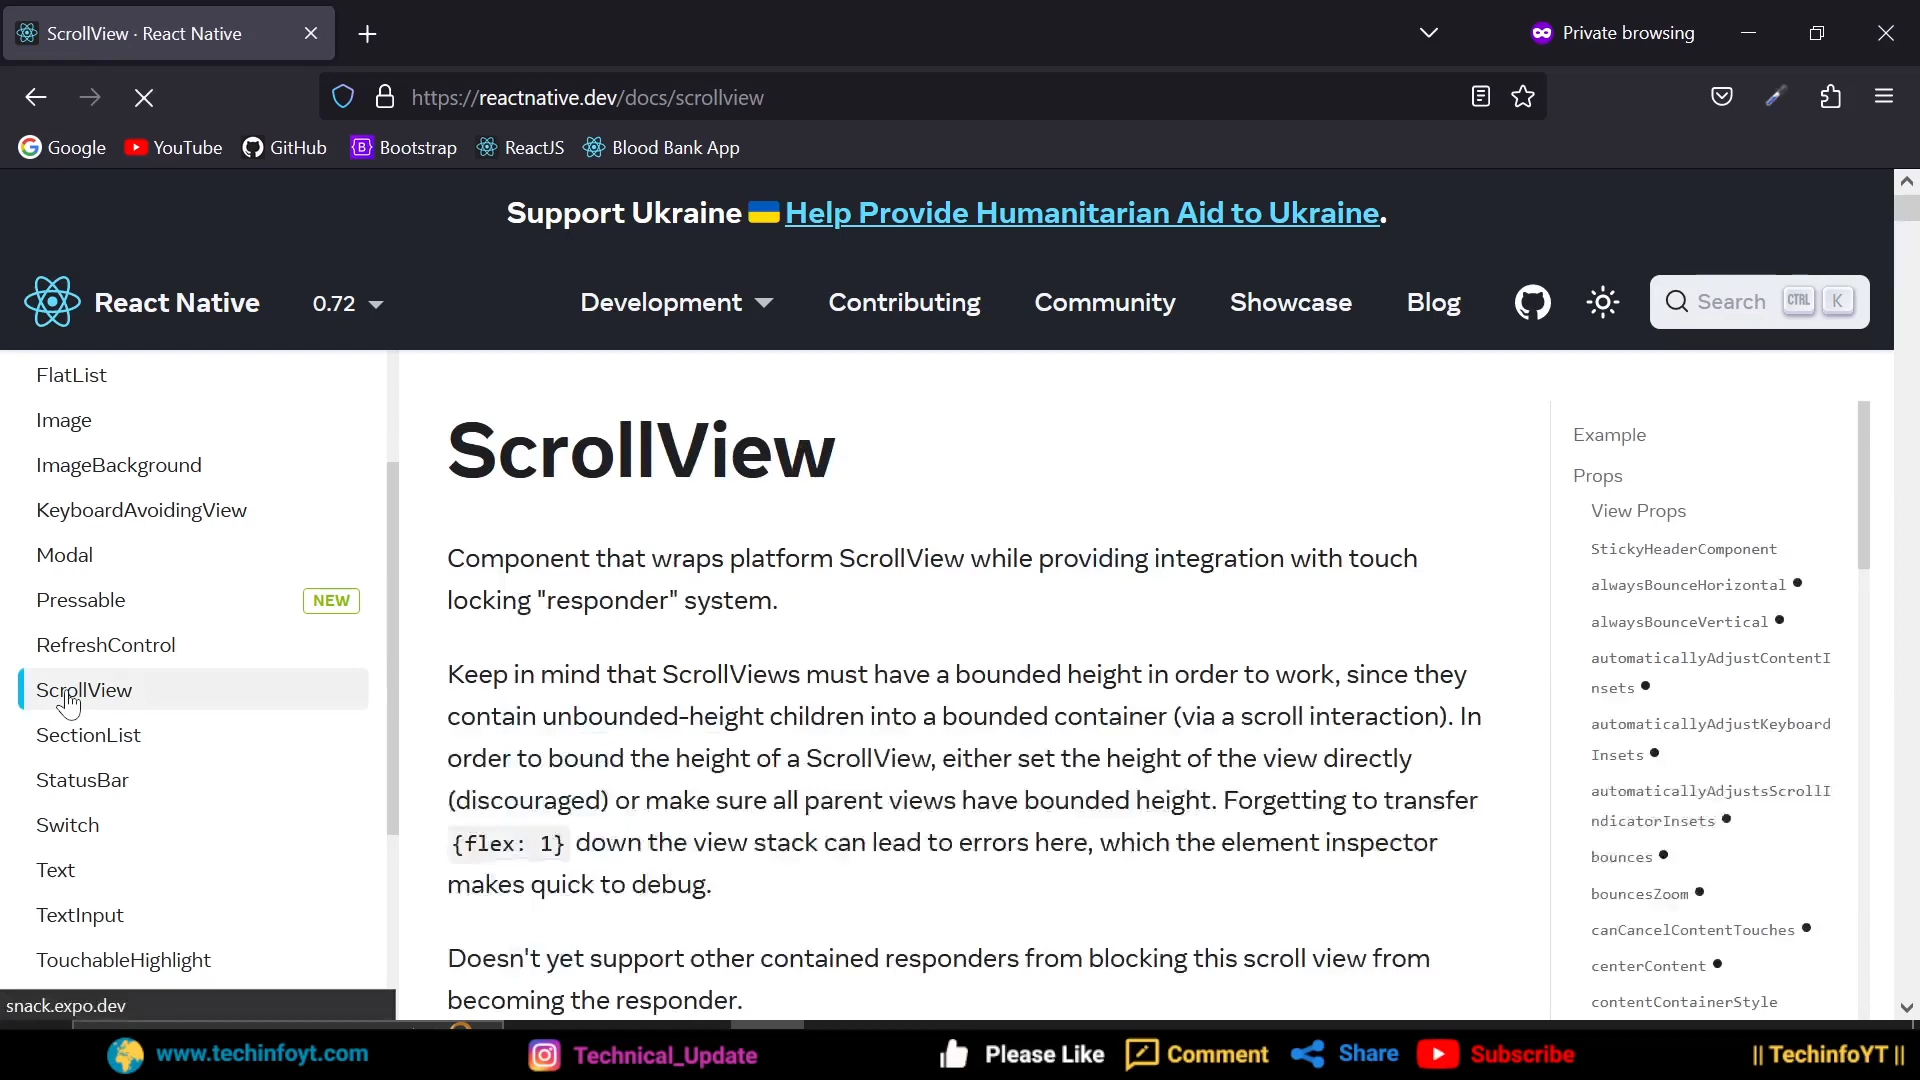 ScrollView · React Native
Private browsing
https://reactnative.dev/docs/scrollview
Google
YouTube
GitHub
Bootstrap
ReactJS
Blood Bank App
Support Ukraine 🇺🇦 Help Provide Humanitarian Aid to Ukraine.
React Native
0.72
Development
Contributing
Community
Showcase
Blog
Search
CTRL
K
FlatList
Image
ImageBackground
KeyboardAvoidingView
Modal
Pressable
NEW
RefreshControl
ScrollView
SectionList
StatusBar
Switch
Text
TextInput
TouchableHighlight
snack.expo.dev
ScrollView
Component that wraps platform ScrollView while providing integration with touch
locking "responder" system.
Keep in mind that ScrollViews must have a bounded height in order to work, since they
contain unbounded-height children into a bounded container (via a scroll interaction). In
order to bound the height of a ScrollView, either set the height of the view directly
(discouraged) or make sure all parent views have bounded height. Forgetting to transfer
{flex: 1} down the view stack can lead to errors here, which the element inspector
makes quick to debug.
Doesn't yet support other contained responders from blocking this scroll view from
becoming the responder.
Example
Props
View Props
StickyHeaderComponent
alwaysBounceHorizontal
alwaysBounceVertical
automaticallyAdjustContentI
nsets
automaticallyAdjustKeyboard
Insets
automaticallyAdjustsScrollI
ndicatorInsets
bounces
bouncesZoom
canCancelContentTouches
centerContent
contentContainerStyle
www.techinfoyt.com
Technical_Update
Please Like
Comment
Share
Subscribe
|| TechinfoYT ||